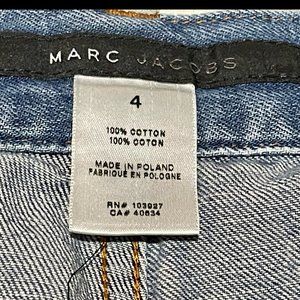 MARC JACOBS
4
100% COTTON
100% COTON
MADE IN POLAND
FABRIQUÉ EN POLOGNE
RN# 103927
CA# 40634